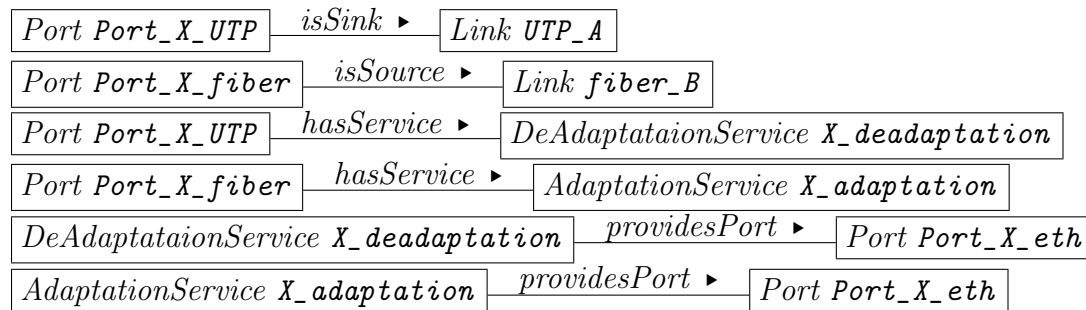 Port Port_X_UTP isSink ▸ Link UTP_A
Port Port_X_fiber isSource ▸ Link fiber_B
Port Port_X_UTP hasService ▸ DeAdaptataionService X_deadaptation
Port Port_X_fiber hasService ▸ AdaptationService X_adaptation
DeAdaptataionService X_deadaptation providesPort ▸ Port Port_X_eth
AdaptationService X_adaptation providesPort ▸ Port Port_X_eth